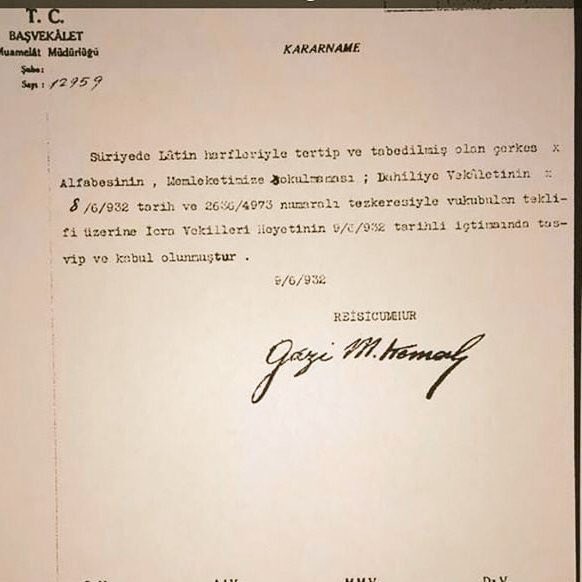 T. C.
BAŞVEKÂLET
Muamelât Müdürlüğü
Şube:
Sayı: 12959
KARARNAME
Süriyede Lâtin harfleriyle tertip ve tabedilmiş olan çerkes x
Alfabesinin , Memleketimize sokulmaması ; Dahiliye Vekâletinin x
8/6/932 tarih ve numaralı tezkeresiyle vukubulan tekli-
fi üzerine İcra Vekilleri Heyetinin 9/6/932 tarihli içtimaında tas-
vip ve kabul olunmuştur .
9/6/932
REİSİCUMHUR
Gazi M. Kemal